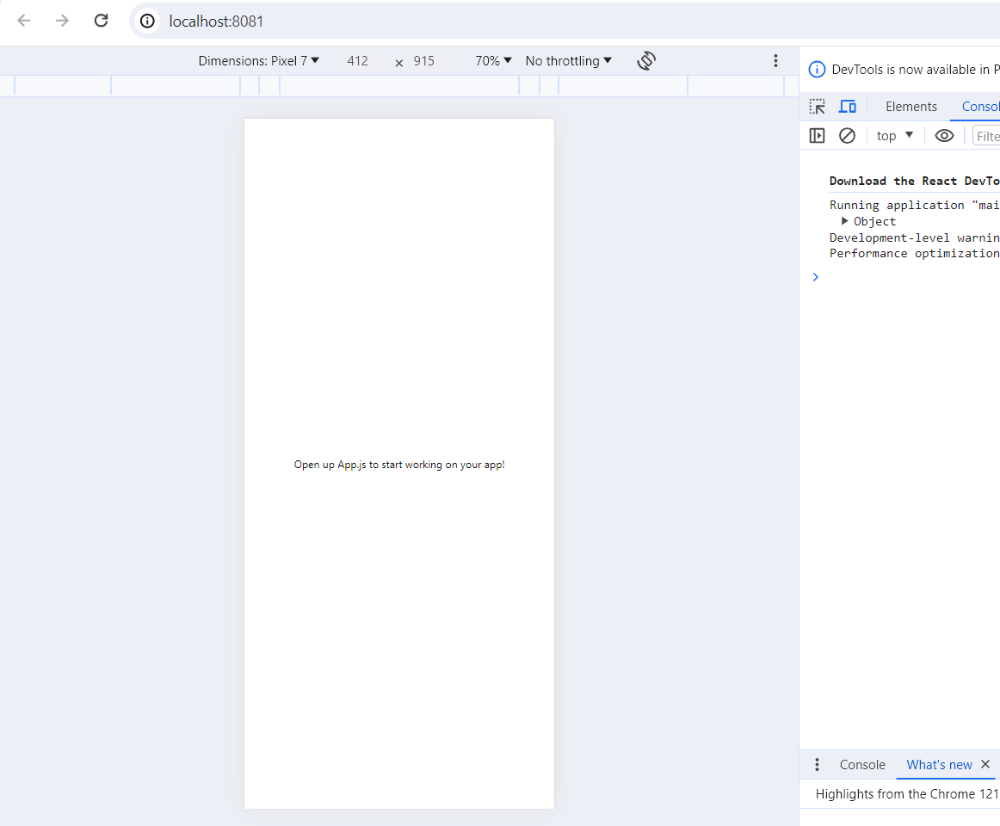 localhost:8081
Dimensions: Pixel 7 412 × 915 70% No throttling
DevTools is now available in P
Elements Consol
top Filte
Download the React DevTo
Running application "mai
Object
Development-level warnin
Performance optimization
Open up App.js to start working on your app!
Console What's new
Highlights from the Chrome 121